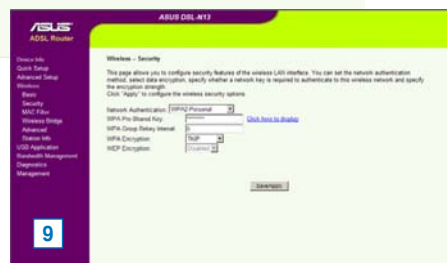 ASUS DSL-N13
ASUS
ADSL Router
Device Info
Quick Setup
Advanced Setup
Wireless
Basic
Security
MAC Filter
Wireless Bridge
Advanced
Station Info
USB Application
Bandwidth Management
Diagnostics
Management
Wireless -- Security
This page allows you to configure security features of the wireless LAN interface. You can set the network authentication
method, select data encryption, specify whether a network key is required to authenticate to this wireless network and specify
the encryption strength.
Click "Apply" to configure the wireless security options.
Network Authentication: WPA2-Personal
WPA Pre-Shared Key: Click here to display
WPA Group Rekey Interval: 0
WPA Encryption: TKIP
WEP Encryption: Disabled
Save/Apply
9